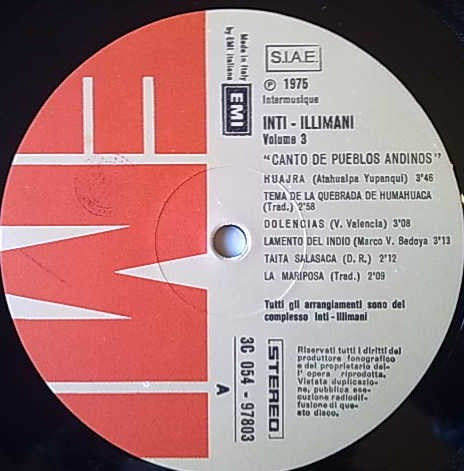 EMI
Made in Italy
by EMI Italiana
EMI
S.I.A.E.
℗ 1975
Intermusique
INTI - ILLIMANI
Volume 3
"CANTO DE PUEBLOS ANDINOS"
HUAJRA (Atahualpa Yupanqui) 3'46
TEMA DE LA QUEBRADA DE HUMAHUACA
(Trad.) 2'58
DOLENCIAS (V. Valencia) 3'08
LAMENTO DEL INDIO (Marco V. Bedoya) 3'13
TAITA SALASACA (D. R.) 2'12
LA MARIPOSA (Trad.) 2'09
Tutti gli arrangiamenti sono del
complesso Inti-Illimani
3C 054 - 97803
A
STEREO
Riservati tutti i diritti del
produttore fonografico
e del proprietario del-
l' opera riprodotta.
Vietata duplicazio-
ne, pubblica ese-
cuzione radiodif-
fusione di que-
sto disco.